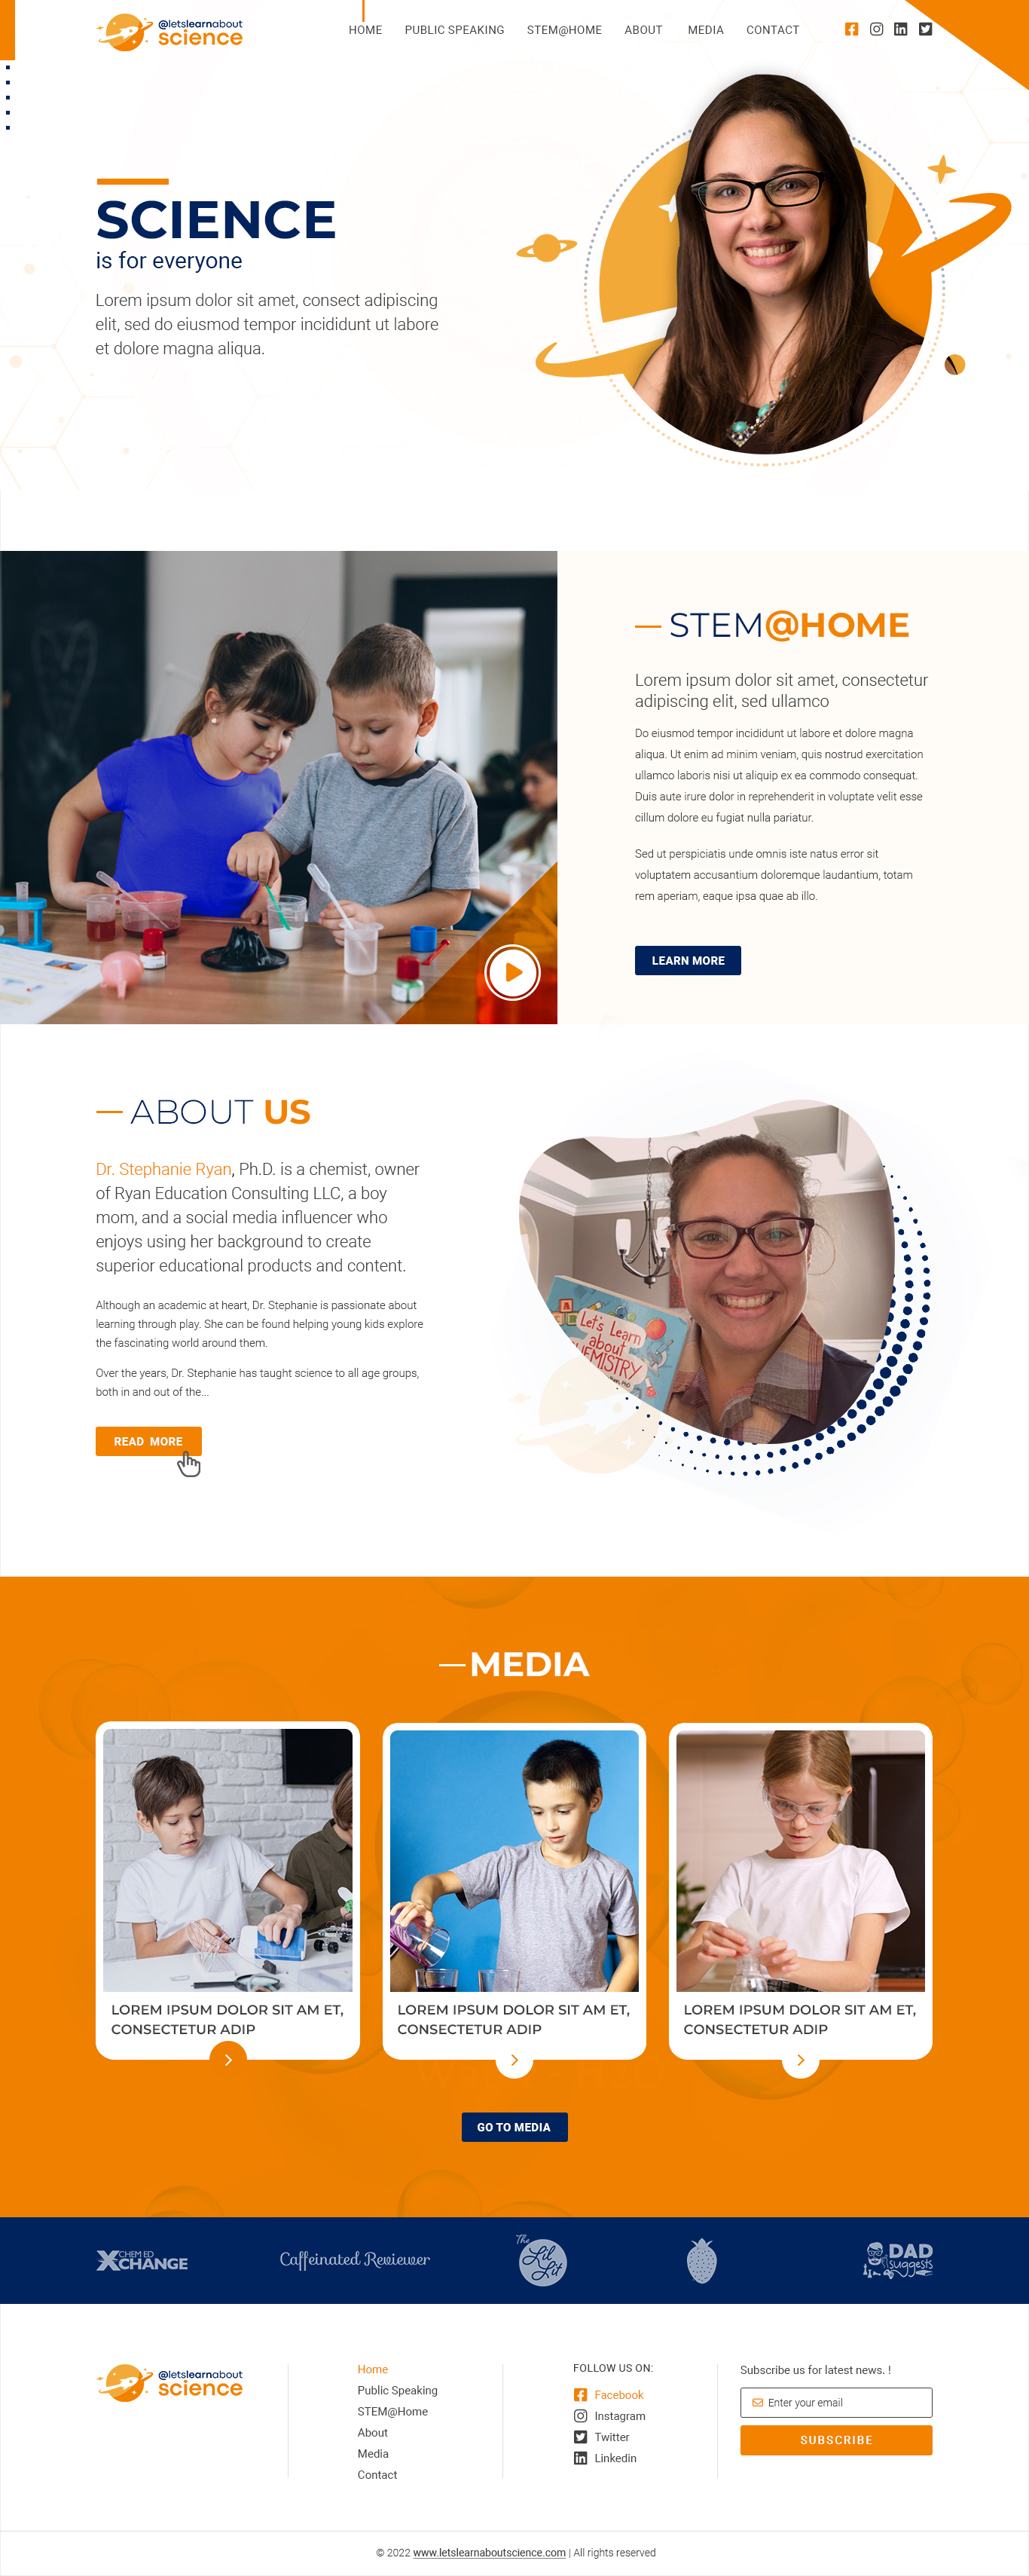 @letslearnabout
science
HOME PUBLIC SPEAKING STEM@HOME ABOUT MEDIA CONTACT
SCIENCE
is for everyone
Lorem ipsum dolor sit amet, consect adipiscing
elit, sed do eiusmod tempor incididunt ut labore
et dolore magna aliqua.
STEM@HOME
Lorem ipsum dolor sit amet, consectetur
adipiscing elit, sed ullamco
Do eiusmod tempor incididunt ut labore et dolore magna
aliqua. Ut enim ad minim veniam, quis nostrud exercitation
ullamco laboris nisi ut aliquip ex ea commodo consequat.
Duis aute irure dolor in reprehenderit in voluptate velit esse
cillum dolore eu fugiat nulla pariatur.
Sed ut perspiciatis unde omnis iste natus error sit
voluptatem accusantium doloremque laudantium, totam
rem aperiam, eaque ipsa quae ab illo.
LEARN MORE
ABOUT US
Dr. Stephanie Ryan, Ph.D. is a chemist, owner
of Ryan Education Consulting LLC, a boy
mom, and a social media influencer who
enjoys using her background to create
superior educational products and content.
Although an academic at heart, Dr. Stephanie is passionate about
learning through play. She can be found helping young kids explore
the fascinating world around them.
Over the years, Dr. Stephanie has taught science to all age groups,
both in and out of the...
READ MORE
A
Let's Learn
about
CHEMISTRY
PhD
MEDIA
LOREM IPSUM DOLOR SIT AM ET,
CONSECTETUR ADIP
LOREM IPSUM DOLOR SIT AM ET,
CONSECTETUR ADIP
LOREM IPSUM DOLOR SIT AM ET,
CONSECTETUR ADIP
GO TO MEDIA
CHEM ED
XCHANGE
Caffeinated Reviewer
The
Lil
Lit
DAD
suggests
@letslearnabout
science
Home
Public Speaking
STEM@Home
About
Media
Contact
FOLLOW US ON:
Facebook
Instagram
Twitter
Linkedin
Subscribe us for latest news. !
Enter your email
SUBSCRIBE
© 2022 www.letslearnaboutscience.com | All rights reserved